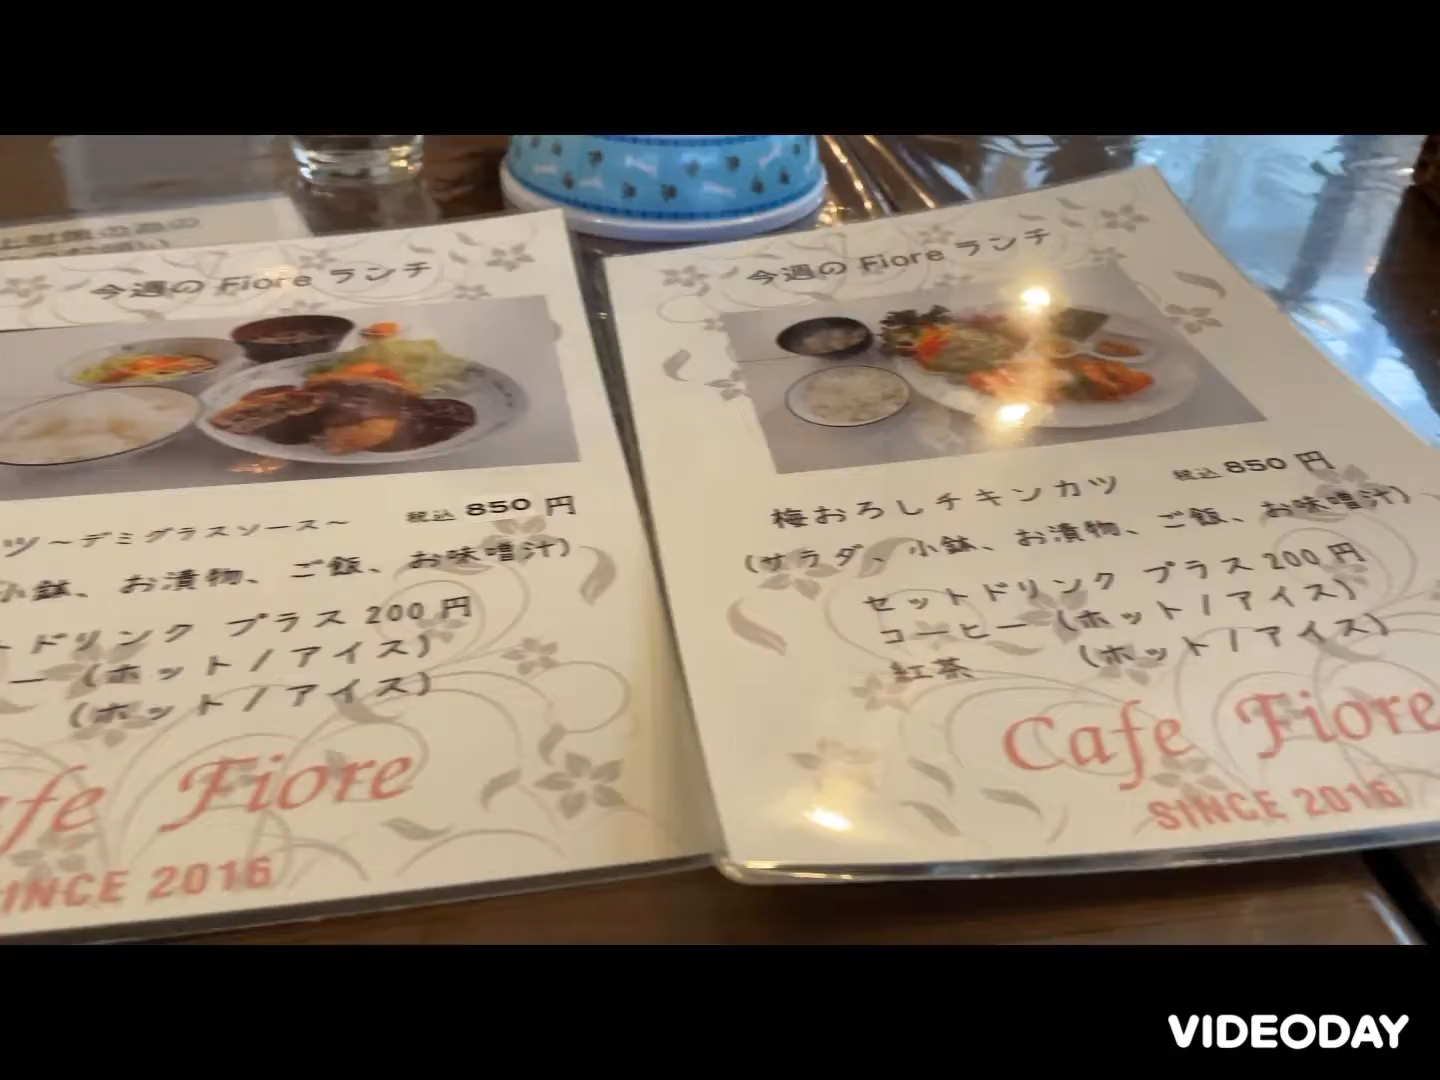 今週の Fiore ランチ
ツ～デミグラスソース～ 税込 850 円
小鉢、お漬物、ご飯、お味噌汁)
トドリンク プラス 200 円
ー (ホット / アイス)
(ホット / アイス)
afe Fiore
SINCE 2016
今週の Fiore ランチ
梅おろしチキンカツ 税込 850 円
(サラダ、小鉢、お漬物、ご飯、お味噌汁)
セットドリンク プラス 200 円
コーヒー (ホット / アイス)
紅茶 (ホット / アイス)
Cafe Fiore
SINCE 2016
VIDEODAY